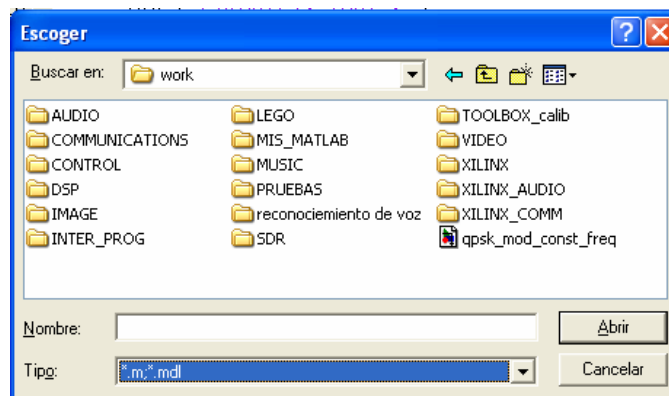 Escoger
Buscar en: work
AUDIO LEGO TOOLBOX_calib
COMMUNICATIONS MIS_MATLAB VIDEO
CONTROL MUSIC XILINX
DSP PRUEBAS XILINX_AUDIO
IMAGE reconociemiento de voz XILINX_COMM
INTER_PROG SDR qpsk_mod_const_freq
Nombre: Abrir
Tipo: *.m;*.mdl Cancelar